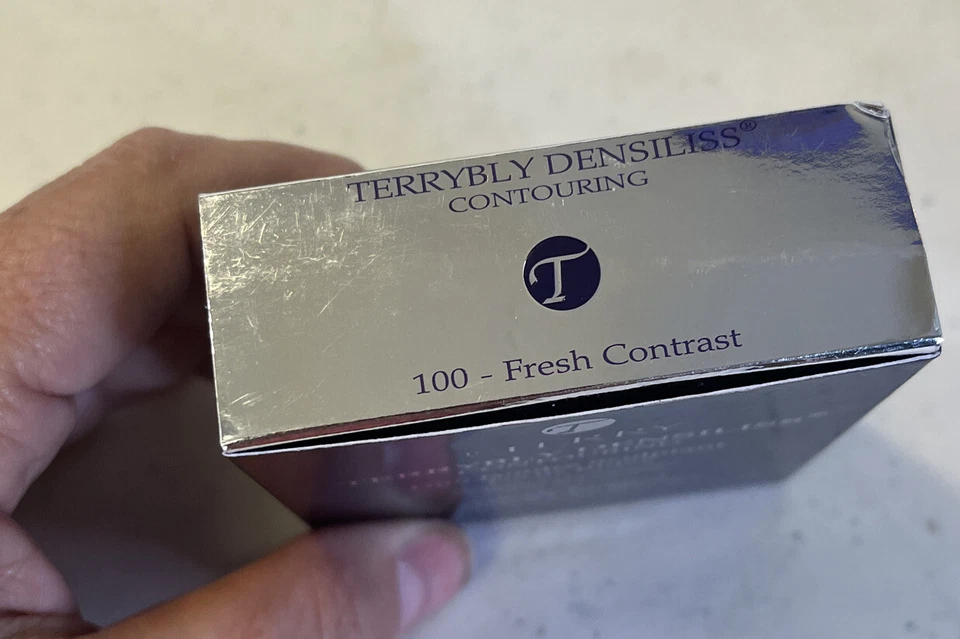 TERRYBLY DENSILISS®
CONTOURING
T
100 - Fresh Contrast